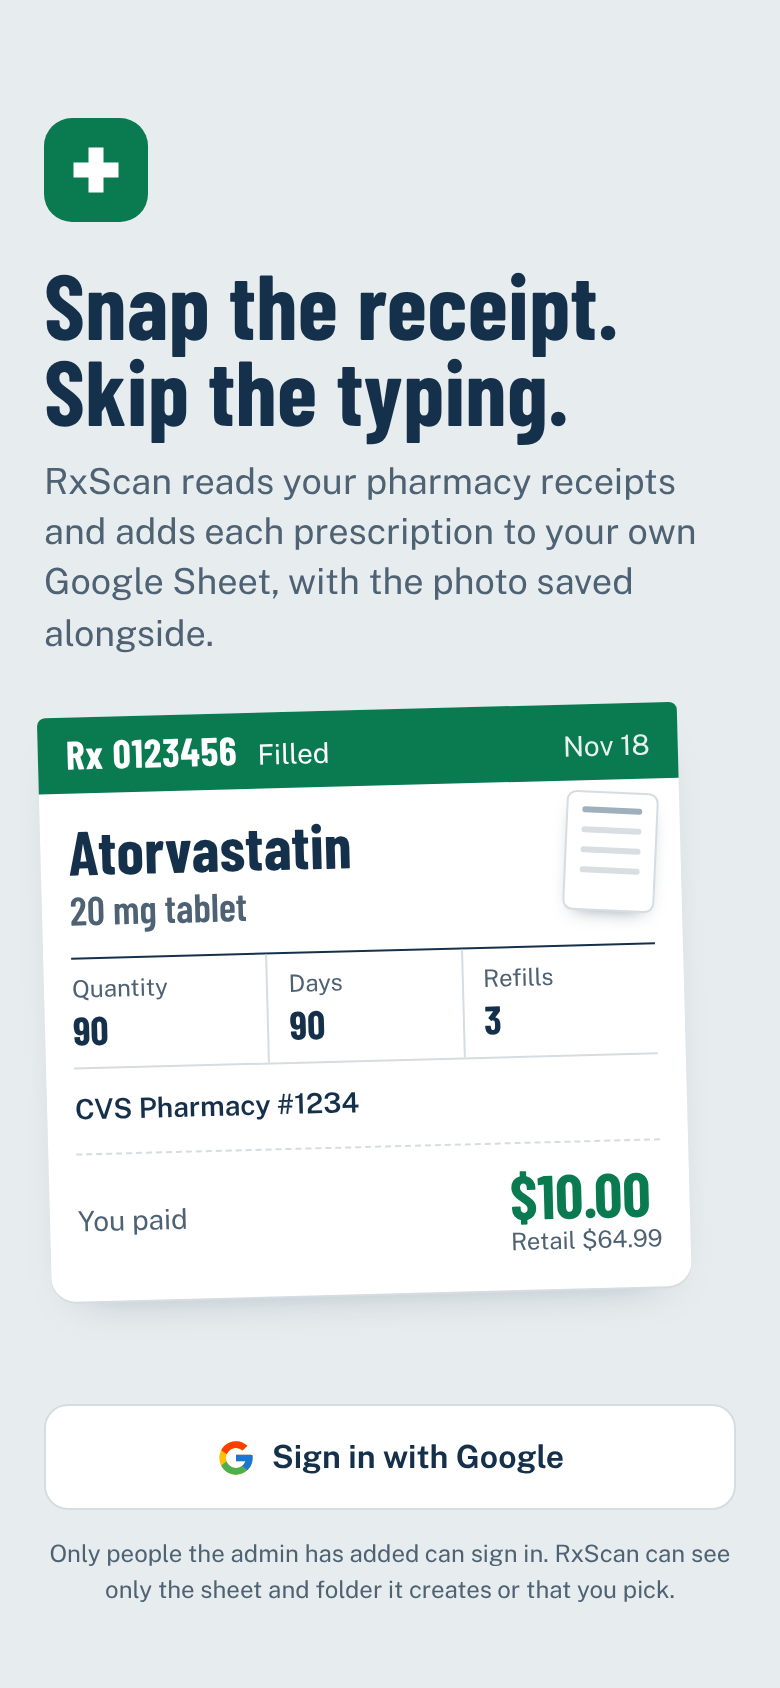 Snap the receipt.
Skip the typing.
RxScan reads your pharmacy receipts
and adds each prescription to your own
Google Sheet, with the photo saved
alongside.
Rx 0123456 Filled Nov 18
Atorvastatin
20 mg tablet
Quantity Days Refills
90 90 3
CVS Pharmacy #1234
You paid $10.00
Retail $64.99
Sign in with Google
Only people the admin has added can sign in. RxScan can see
only the sheet and folder it creates or that you pick.